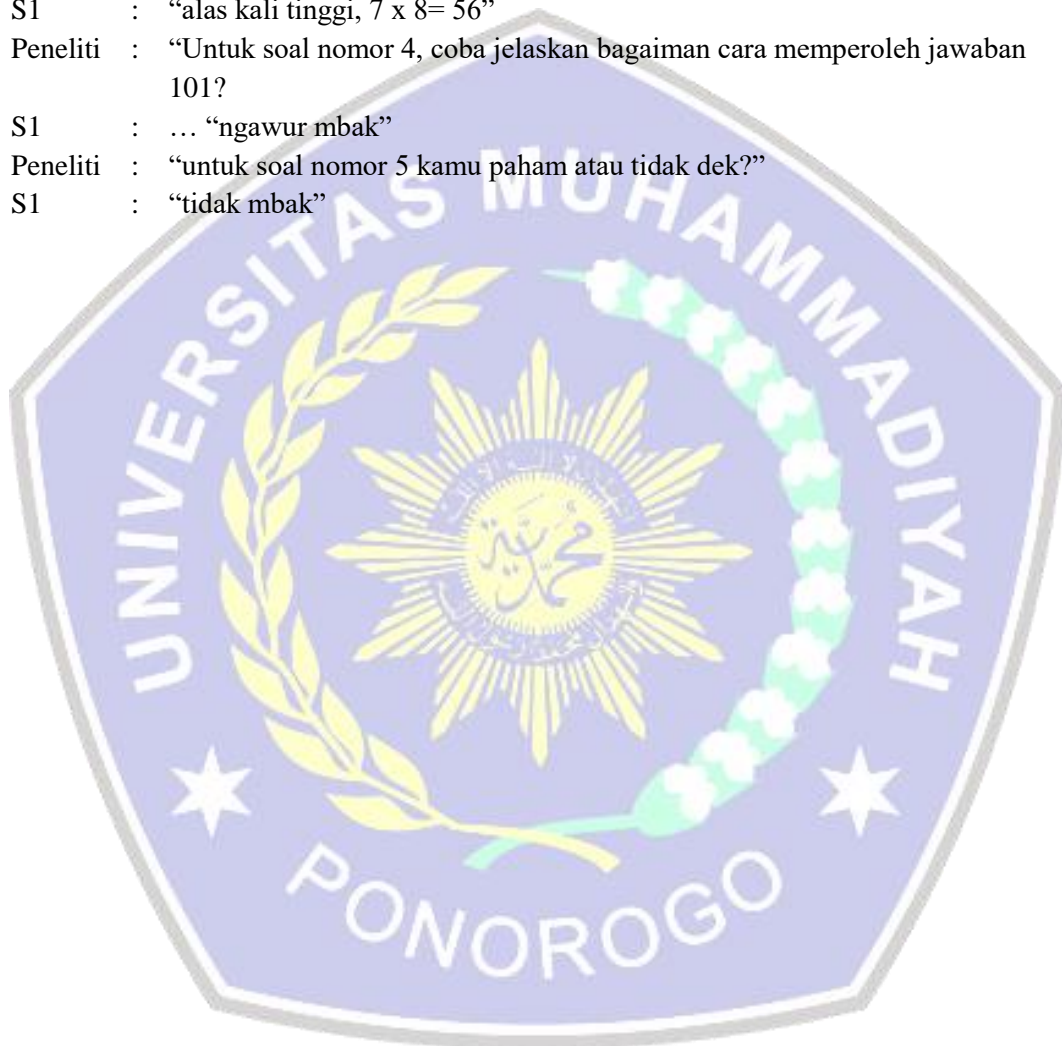 S1 : “alas kali tinggi, 7 x 8= 56”
Peneliti : “Untuk soal nomor 4, coba jelaskan bagaiman cara memperoleh jawaban
101?
S1 : … “ngawur mbak”
Peneliti : “untuk soal nomor 5 kamu paham atau tidak dek?”
S1 : “tidak mbak”
UNIVERSITAS MUHAMMADIYAH
محمدية
PONOROGO